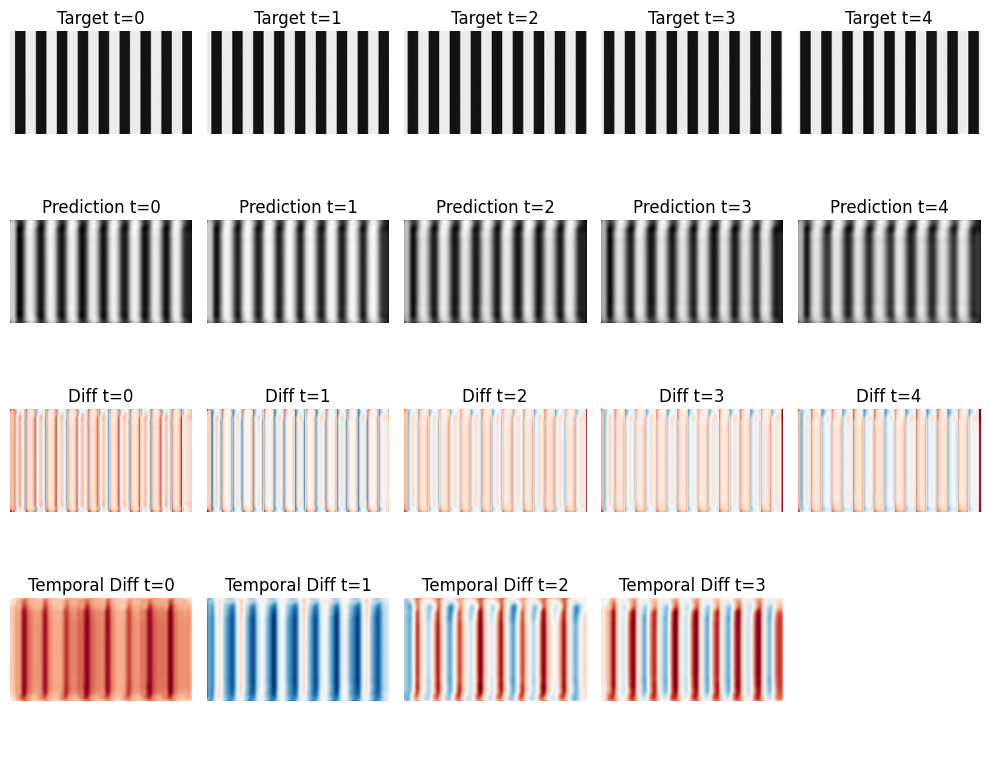 Target t=0 Target t=1 Target t=2 Target t=3 Target t=4
Prediction t=0 Prediction t=1 Prediction t=2 Prediction t=3 Prediction t=4
Diff t=0 Diff t=1 Diff t=2 Diff t=3 Diff t=4
Temporal Diff t=0 Temporal Diff t=1 Temporal Diff t=2 Temporal Diff t=3